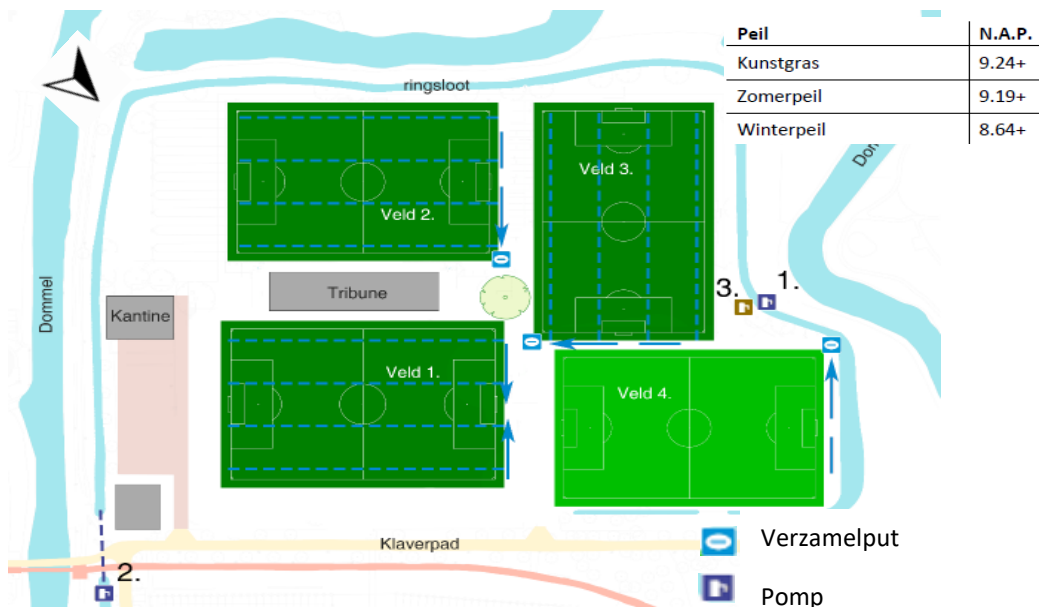 Peil N.A.P.
Kunstgras 9.24+
Zomerpeil 9.19+
Winterpeil 8.64+
ringsloot
Veld 2.
Veld 3.
Dommel
Tribune
Kantine
3.
1.
Veld 1.
Veld 4.
Klaverpad
2.
Verzamelput
Pomp